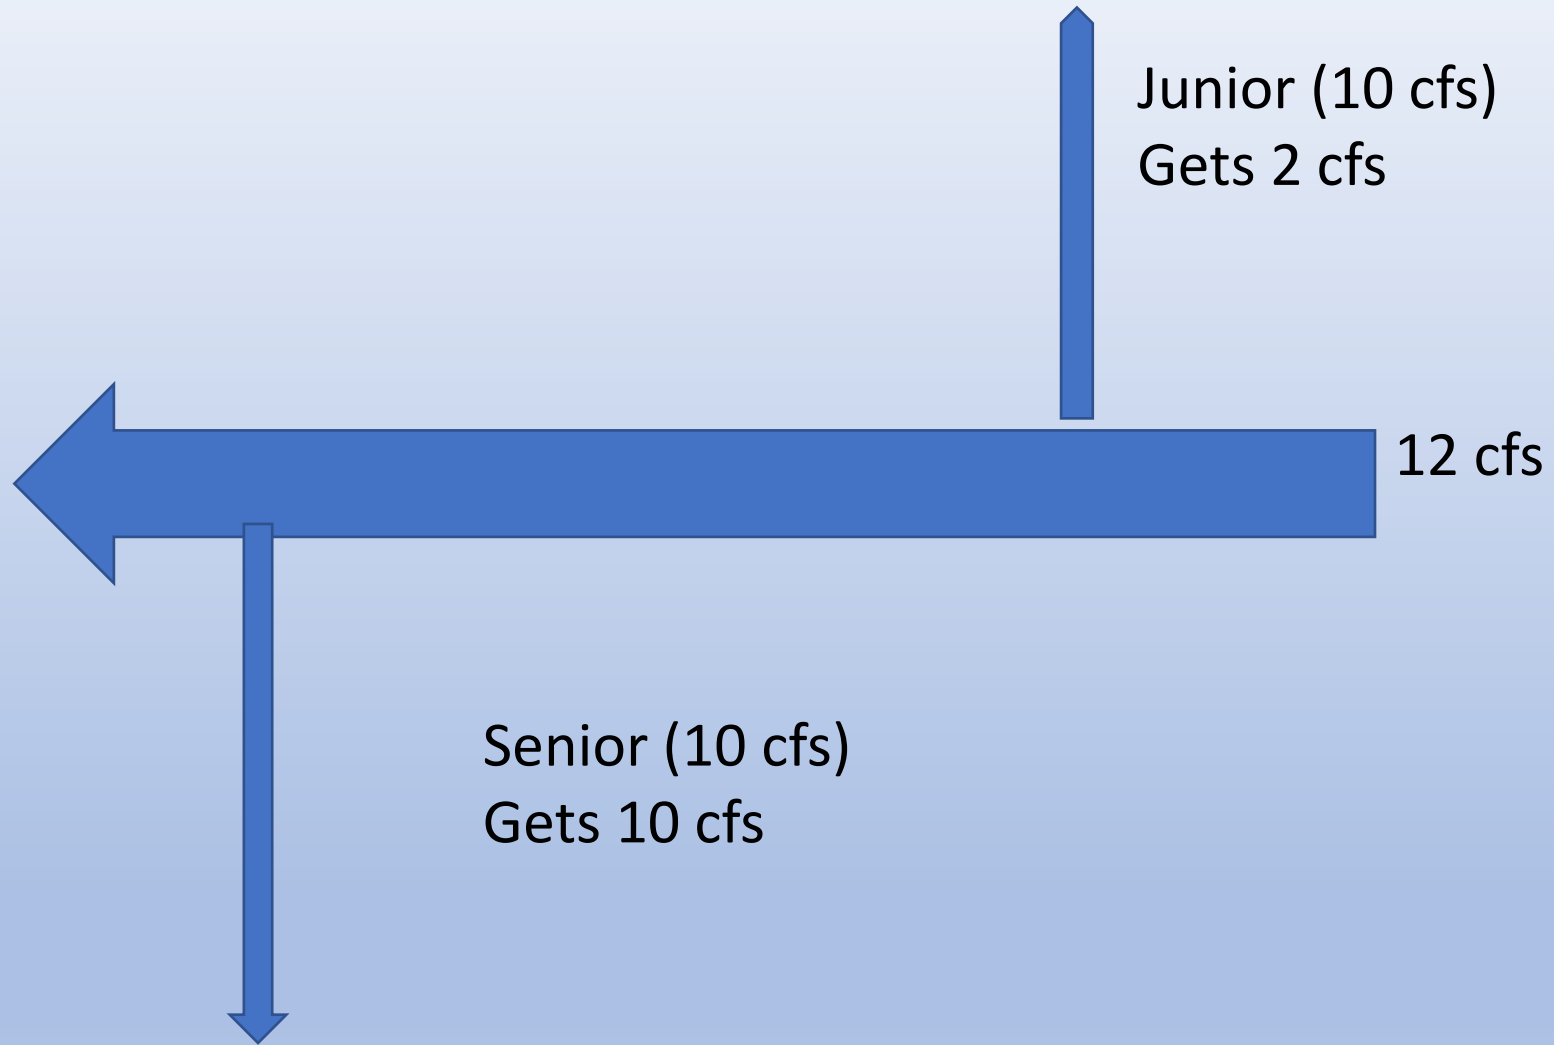 Junior (10 cfs)
Gets 2 cfs
12 cfs
Senior (10 cfs)
Gets 10 cfs